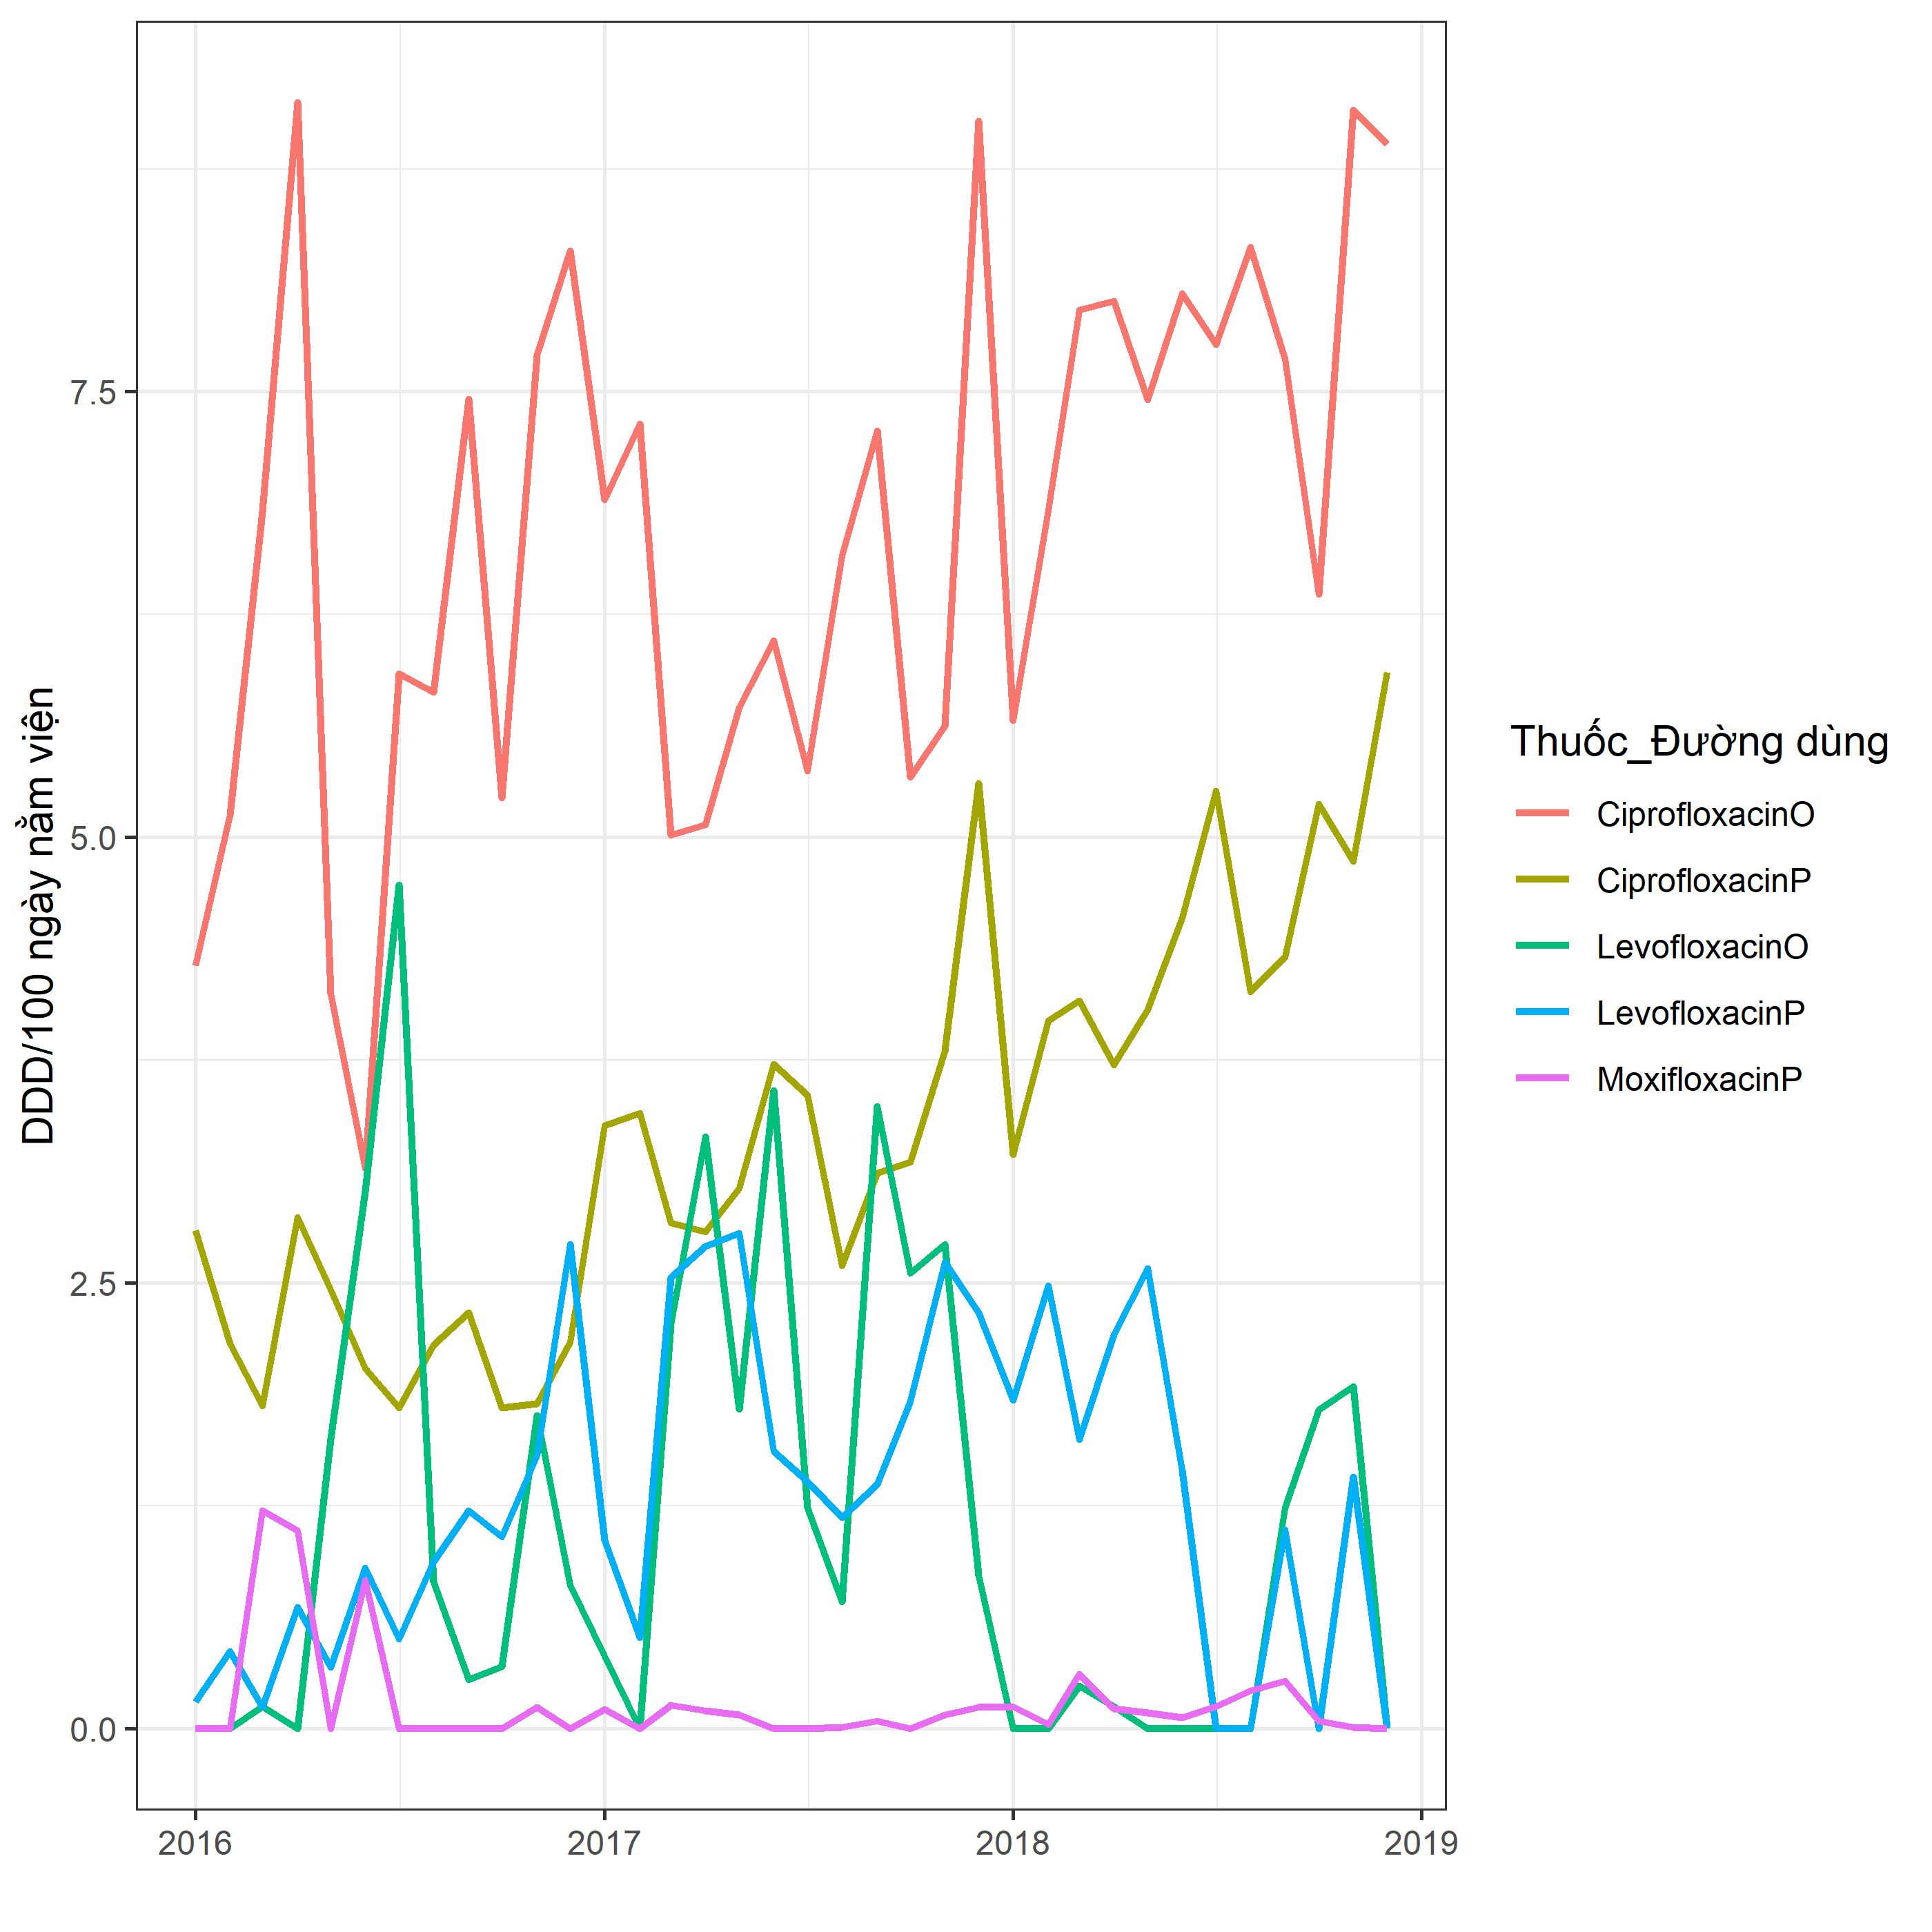 DDD/100 ngày nằm viện
7.5
5.0
2.5
0.0
2016
2017
2018
2019
Thuốc_Đường dùng
CiprofloxacinO
CiprofloxacinP
LevofloxacinO
LevofloxacinP
MoxifloxacinP